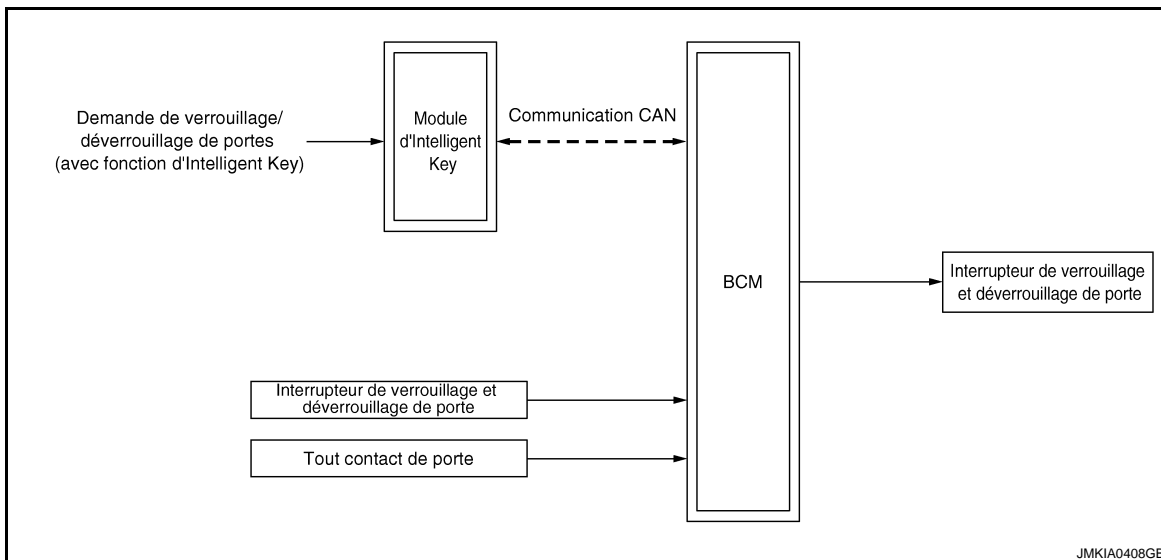 Demande de verrouillage/
déverrouillage de portes
(avec fonction d'Intelligent Key)
Module
d'Intelligent
Key
Communication CAN
BCM
Interrupteur de verrouillage
et déverrouillage de porte
Interrupteur de verrouillage et
déverrouillage de porte
Tout contact de porte